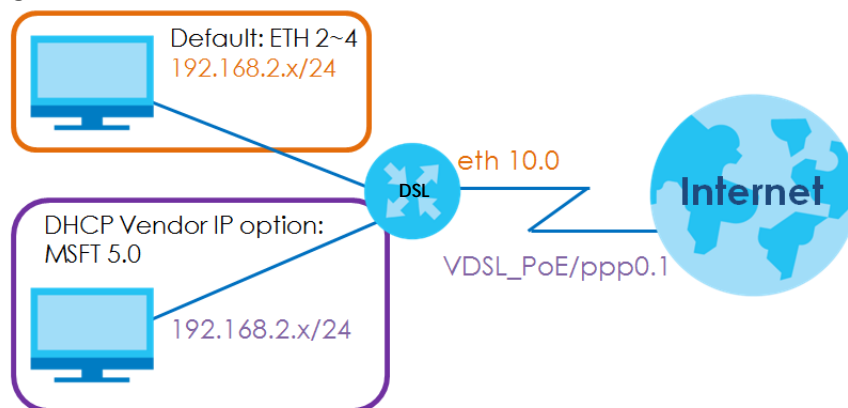 Default: ETH 2~4
192.168.2.x/24
eth 10.0
DSL
Internet
DHCP Vendor IP option:
MSFT 5.0
VDSL_PoE/ppp0.1
192.168.2.x/24